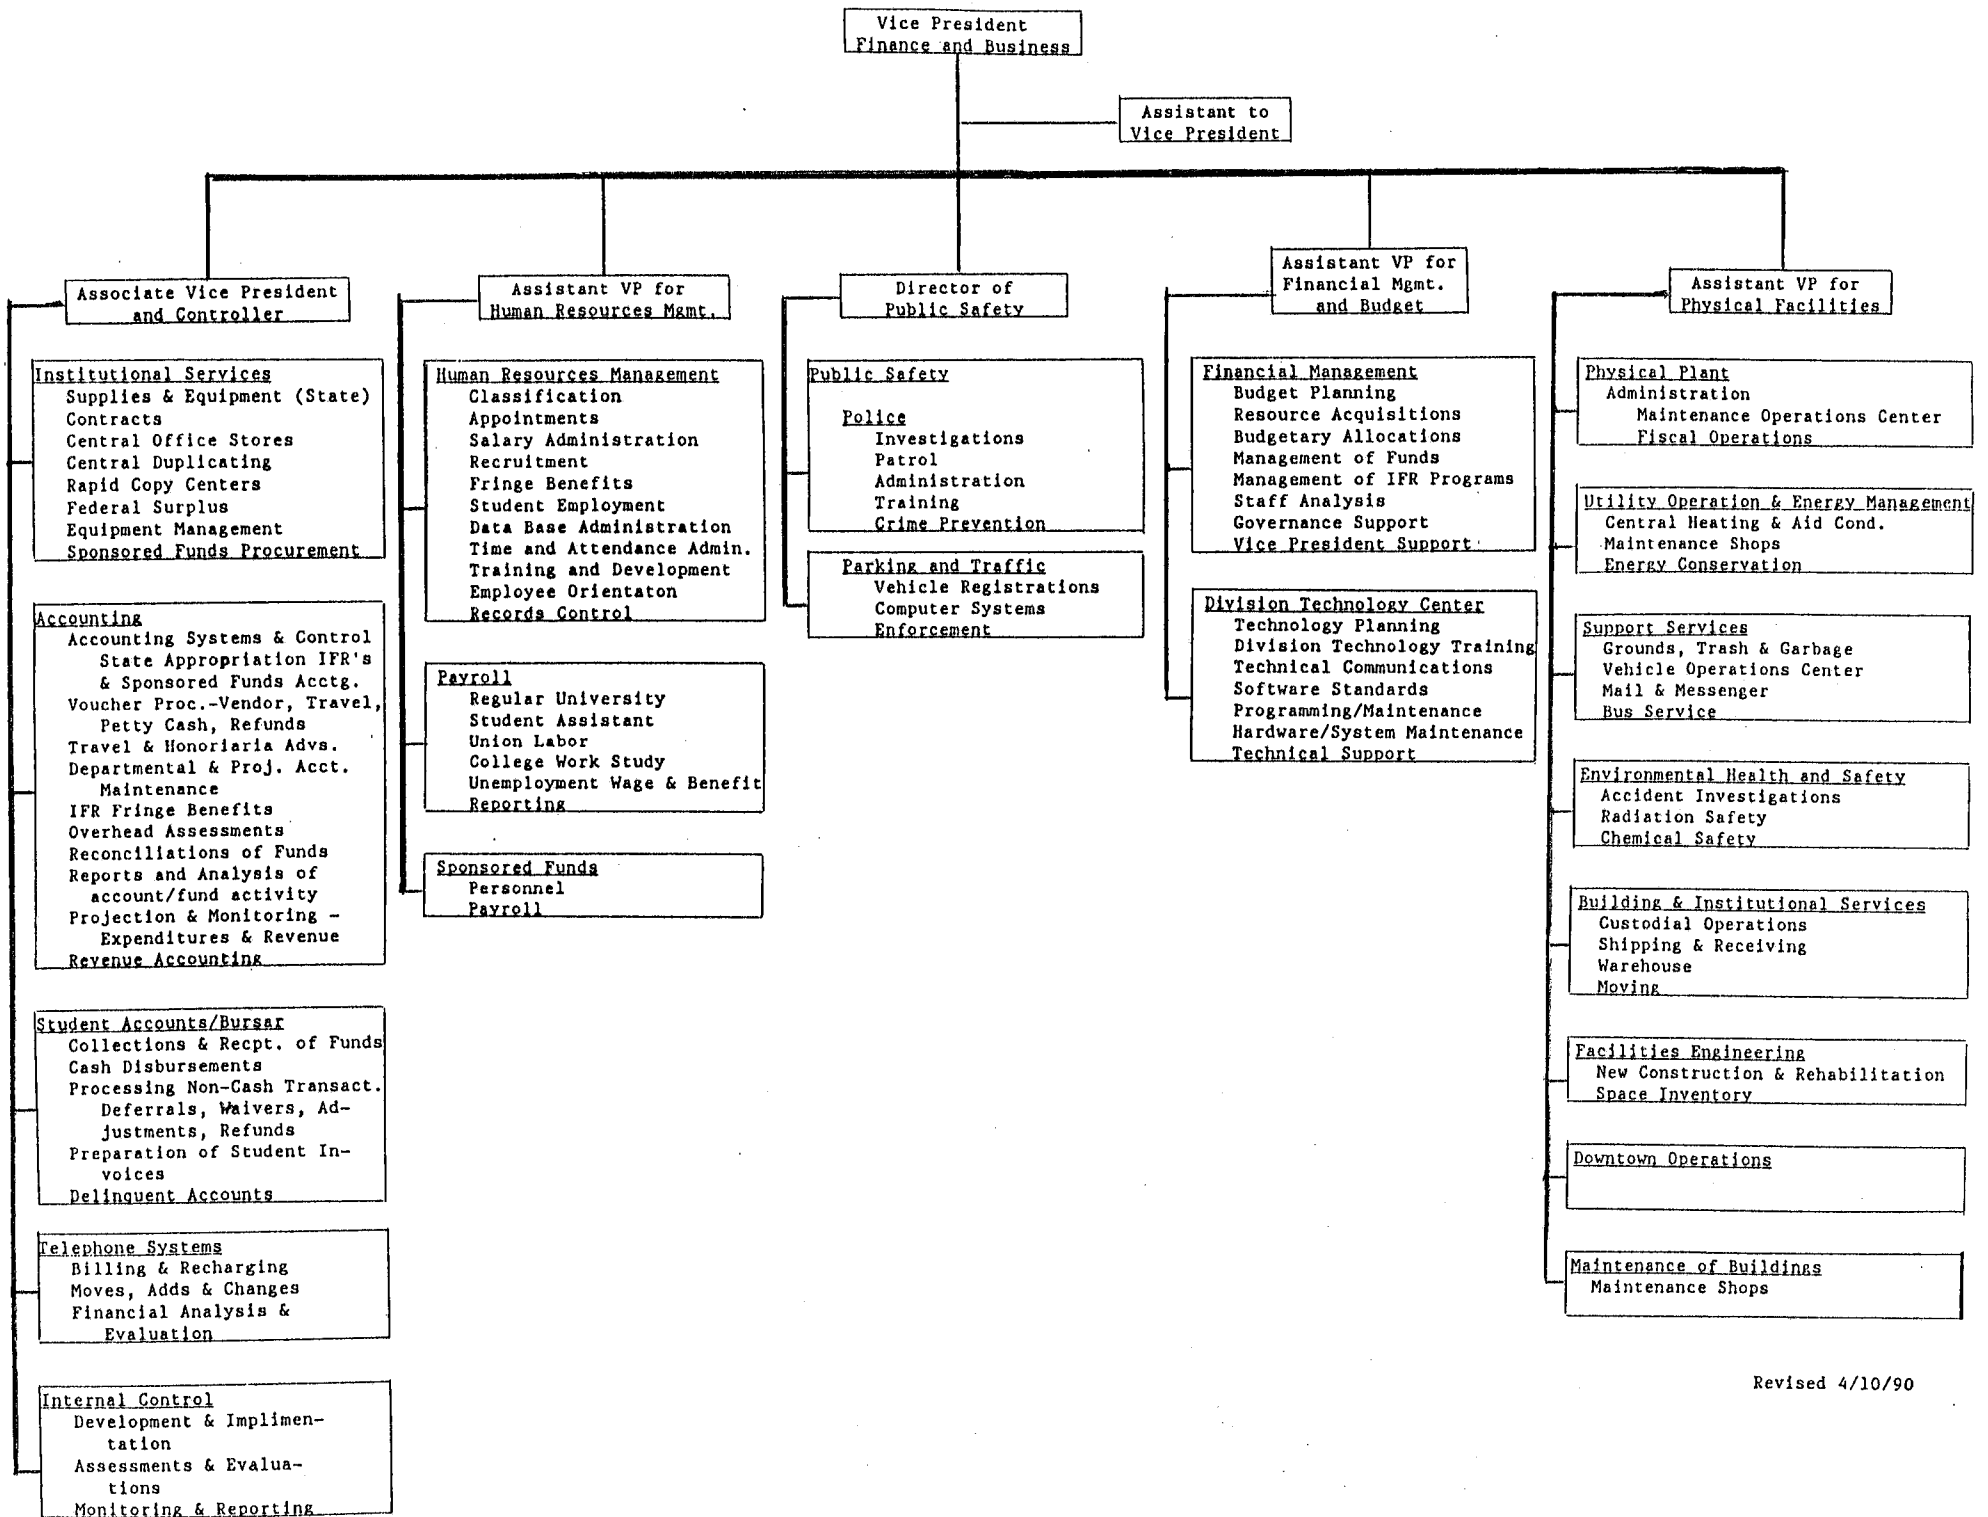 Vice President
Finance and Business
Assistant to
Vice President
Associate Vice President
and Controller
Institutional Services
Supplies & Equipment (State)
Contracts
Central Office Stores
Central Duplicating
Rapid Copy Centers
Federal Surplus
Equipment Management
Sponsored Funds Procurement
Accounting
Accounting Systems & Control
State Appropriation IFR's
& Sponsored Funds Acctg.
Voucher Proc.-Vendor, Travel,
Petty Cash, Refunds
Travel & Honoriaria Advs.
Departmental & Proj. Acct.
Maintenance
IFR Fringe Benefits
Overhead Assessments
Reconciliations of Funds
Reports and Analysis of
account/fund activity
Projection & Monitoring -
Expenditures & Revenue
Revenue Accounting
Student Accounts/Bursar
Collections & Recpt. of Funds
Cash Disbursements
Processing Non-Cash Transact.
Deferrals, Waivers, Ad-
justments, Refunds
Preparation of Student In-
voices
Delinquent Accounts
Telephone Systems
Billing & Recharging
Moves, Adds & Changes
Financial Analysis &
Evaluation
Internal Control
Development & Implimen-
tation
Assessments & Evalua-
tions
Monitoring & Reporting
Assistant VP for
Human Resources Mgmt.
Human Resources Management
Classification
Appointments
Salary Administration
Recruitment
Fringe Benefits
Student Employment
Data Base Administration
Time and Attendance Admin.
Training and Development
Employee Orientaton
Records Control
Payroll
Regular University
Student Assistant
Union Labor
College Work Study
Unemployment Wage & Benefit
Reporting
Sponsored Funds
Personnel
Payroll
Director of
Public Safety
Public Safety
Police
Investigations
Patrol
Administration
Training
Crime Prevention
Parking and Traffic
Vehicle Registrations
Computer Systems
Enforcement
Assistant VP for
Financial Mgmt.
and Budget
Financial Management
Budget Planning
Resource Acquisitions
Budgetary Allocations
Management of Funds
Management of IFR Programs
Staff Analysis
Governance Support
Vice President Support
Division Technology Center
Technology Planning
Division Technology Training
Technical Communications
Software Standards
Programming/Maintenance
Hardware/System Maintenance
Technical Support
Assistant VP for
Physical Facilities
Physical Plant
Administration
Maintenance Operations Center
Fiscal Operations
Utility Operation & Energy Management
Central Heating & Aid Cond.
Maintenance Shops
Energy Conservation
Support Services
Grounds, Trash & Garbage
Vehicle Operations Center
Mail & Messenger
Bus Service
Environmental Health and Safety
Accident Investigations
Radiation Safety
Chemical Safety
Building & Institutional Services
Custodial Operations
Shipping & Receiving
Warehouse
Moving
Facilities Engineering
New Construction & Rehabilitation
Space Inventory
Downtown Operations
Maintenance of Buildings
Maintenance Shops
Revised 4/10/90